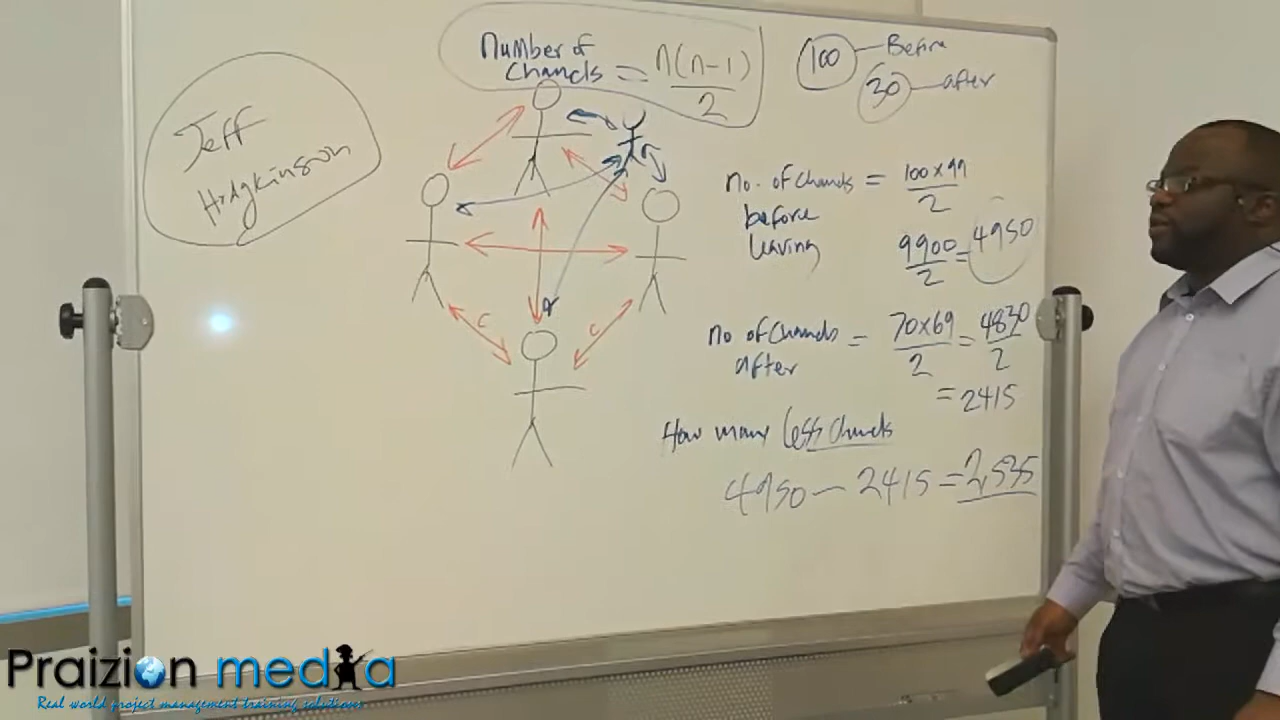 Jeff
Hodgkinson
Number of
Chanels = n(n-1)
2
100 Before
30 after
no. of Chanels = 100 x 99
before 2
leaving 9900 = 4950
2
no of Chanels = 70 x 69 = 4830
after 2 2
= 2415
How many less Chanels
4950 - 2415 = 2,535
C
C
Praizion media
Real world project management training solutions